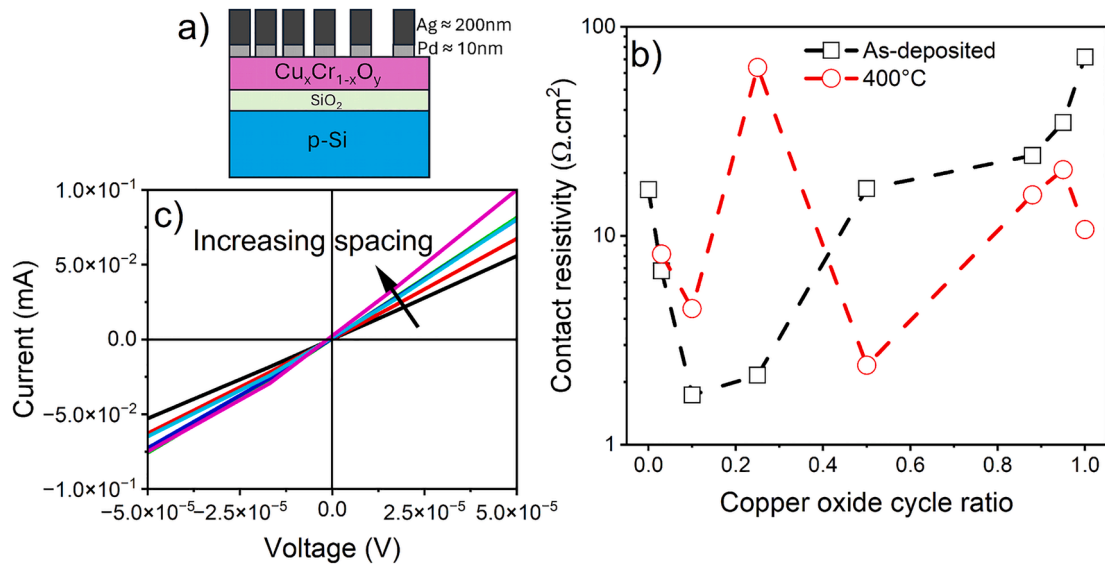 a)
Ag ≈ 200nm
Pd ≈ 10nm
CuₓCr₁₋ₓOᵧ
SiO₂
p-Si
b)
As-deposited
400°C
Contact resistivity (Ω.cm²)
100
10
1
0.0 0.2 0.4 0.6 0.8 1.0
Copper oxide cycle ratio
c)
Increasing spacing
Current (mA)
1.0×10⁻¹
5.0×10⁻²
0.0
−5.0×10⁻²
−1.0×10⁻¹
−5.0×10⁻⁵ −2.5×10⁻⁵ 0.0 2.5×10⁻⁵ 5.0×10⁻⁵
Voltage (V)